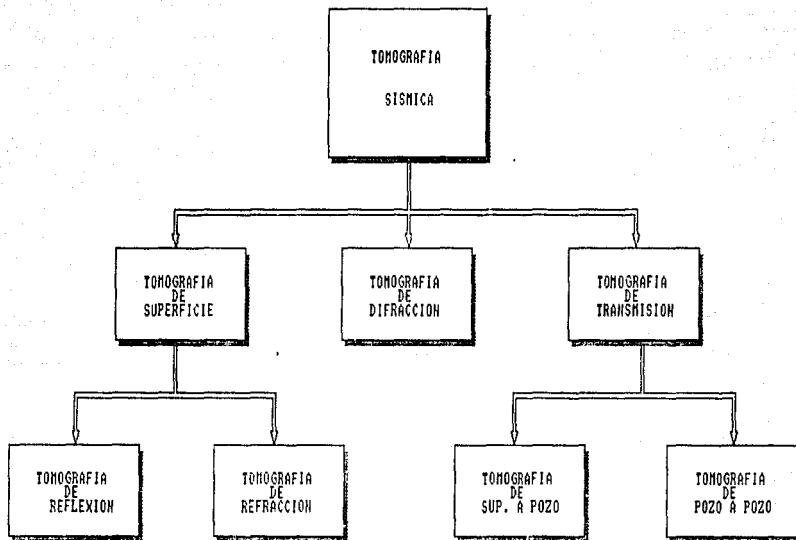 TOMOGRAFIA
SISMICA
TOMOGRAFIA
DE
SUPERFICIE
TOMOGRAFIA
DE
DIFRACCION
TOMOGRAFIA
DE
TRANSMISION
TOMOGRAFIA
DE
REFLEXION
TOMOGRAFIA
DE
REFRACCION
TOMOGRAFIA
DE
SUP. A POZO
TOMOGRAFIA
DE
POZO A POZO